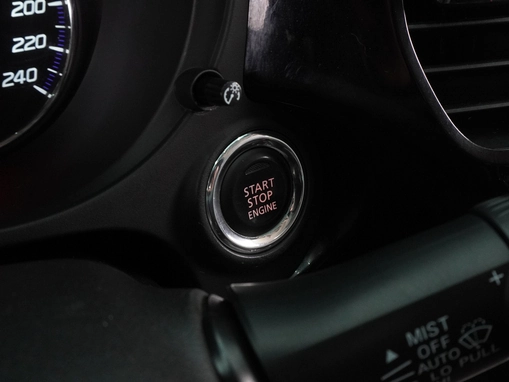 200
220
240
START
STOP
ENGINE
+
MIST
OFF
AUTO
LO PULL